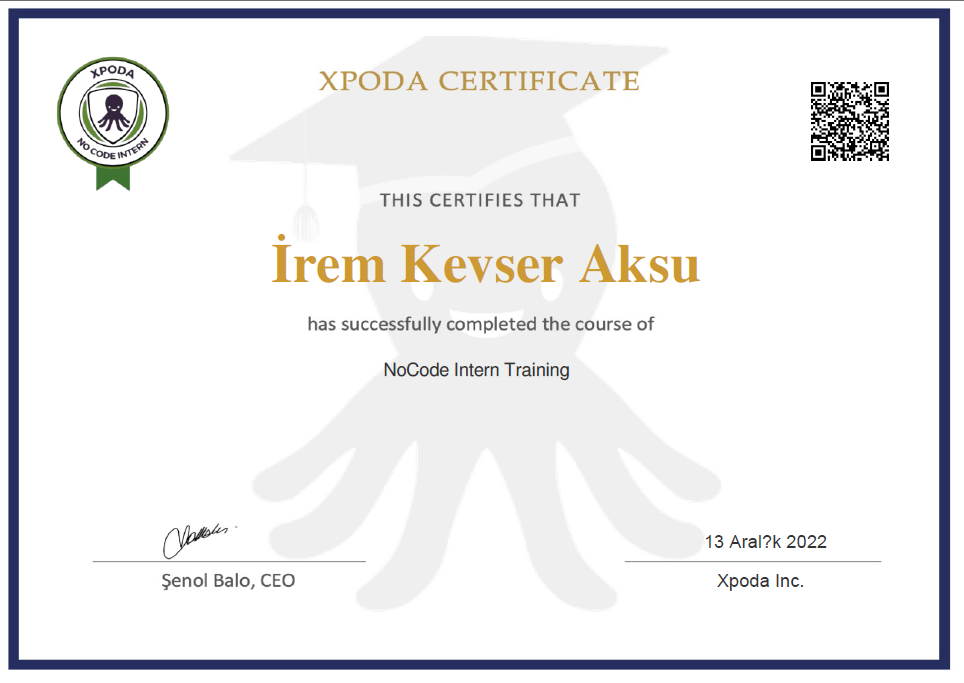 XPODA
NO CODE INTERN
XPODA CERTIFICATE
THIS CERTIFIES THAT
İrem Kevser Aksu
has successfully completed the course of
NoCode Intern Training
13 Aral?k 2022
Şenol Balo, CEO
Xpoda Inc.